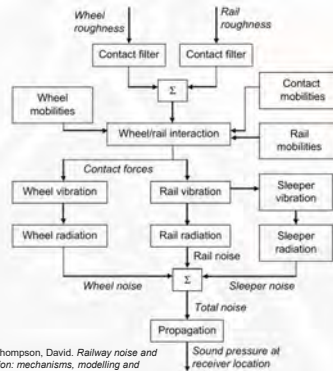 Wheel roughness
Rail roughness
Contact filter
Contact filter
Σ
Wheel mobilities
Contact mobilities
Wheel/rail interaction
Rail mobilities
Contact forces
Wheel vibration
Rail vibration
Sleeper vibration
Wheel radiation
Rail radiation
Sleeper radiation
Rail noise
Wheel noise
Σ
Sleeper noise
Total noise
Propagation
hompson, David. Railway noise and
ion: mechanisms, modelling and
Sound pressure at receiver location